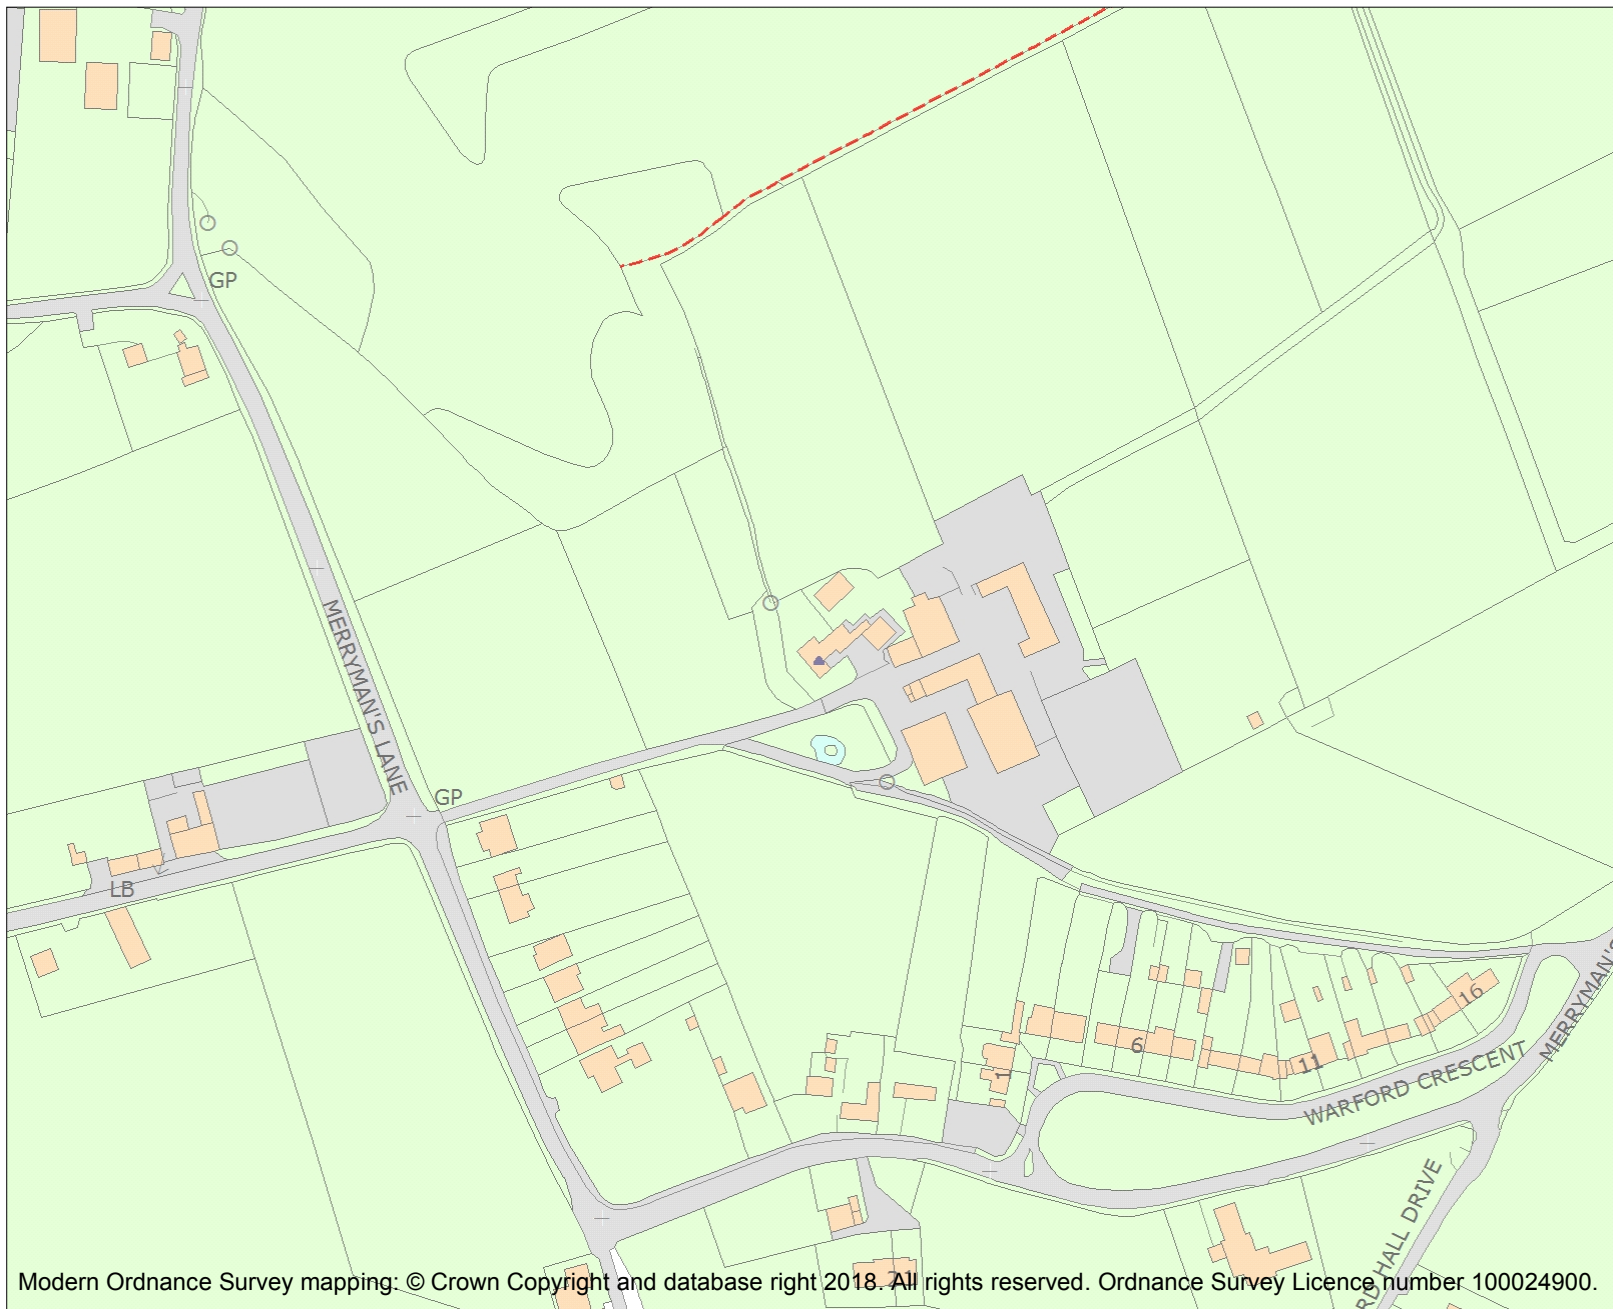 GP
MERRYMAN'S LANE
GP
LB
16
6
11
1
MERRYMAN'S
WARFORD CRESCENT
RD HALL DRIVE
Modern Ordnance Survey mapping: © Crown Copyright and database right 2018. All rights reserved. Ordnance Survey Licence number 100024900.